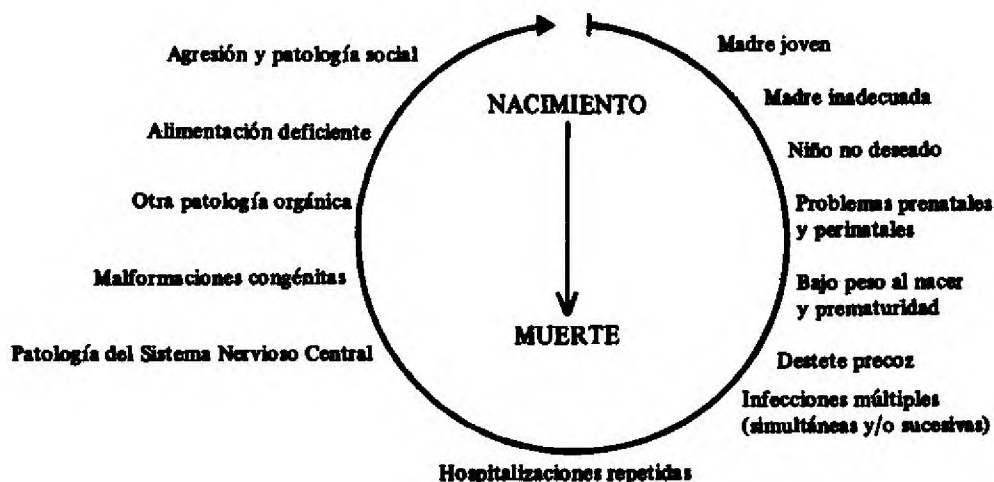 Madre joven
Madre inadecuada
Niño no deseado
Problemas prenatales
y perinatales
Bajo peso al nacer
y prematuridad
Destete precoz
Infecciones múltiples
(simultáneas y/o sucesivas)
Hospitalizaciones repetidas
Patología del Sistema Nervioso Central
Malformaciones congénitas
Otra patología orgánica
Alimentación deficiente
Agresión y patología social
NACIMIENTO
MUERTE